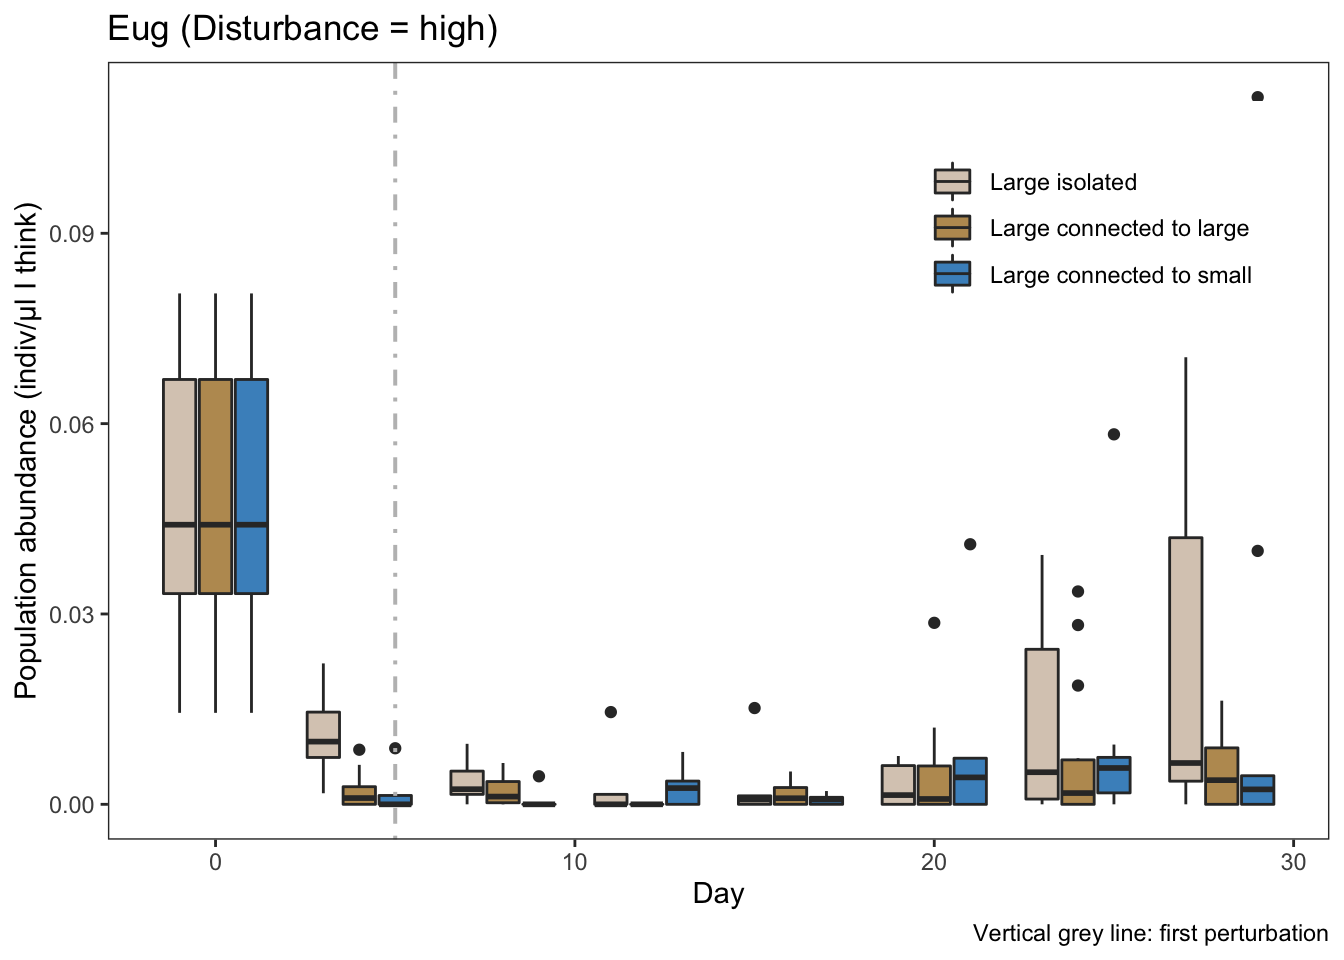 Eug (Disturbance = high)
Population abundance (indiv/µl I think)
0.09
0.06
0.03
0.00
Large isolated
Large connected to large
Large connected to small
0
10
20
30
Day
Vertical grey line: first perturbation